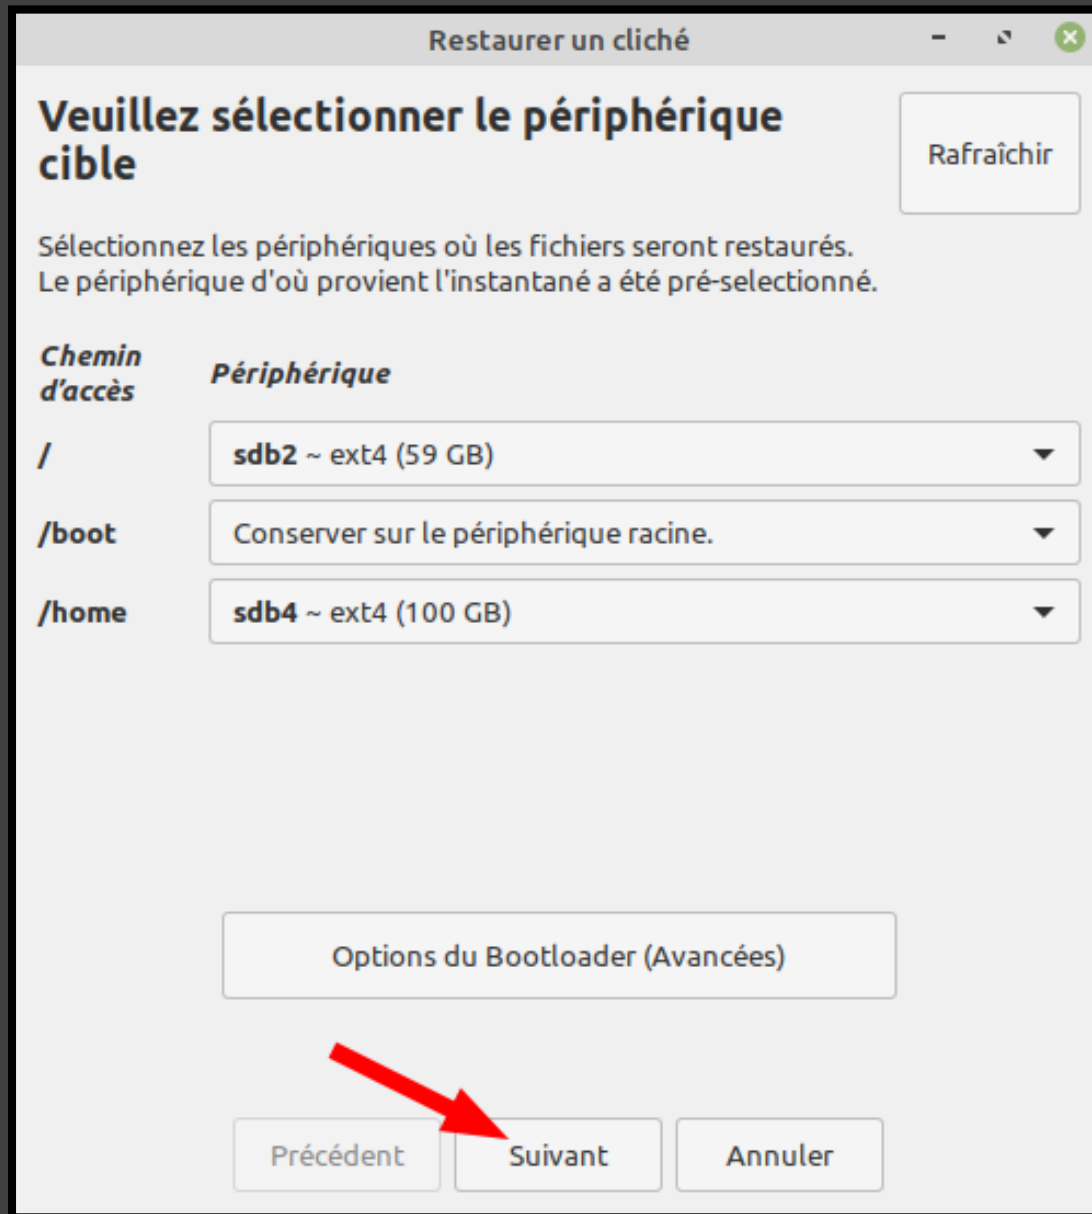 Restaurer un cliché
Veuillez sélectionner le périphérique
cible
Rafraîchir
Sélectionnez les périphériques où les fichiers seront restaurés.
Le périphérique d'où provient l'instantané a été pré-selectionné.
Chemin
d’accès
Périphérique
/
sdb2 ~ ext4 (59 GB)
/boot
Conserver sur le périphérique racine.
/home
sdb4 ~ ext4 (100 GB)
Options du Bootloader (Avancées)
Précédent
Suivant
Annuler